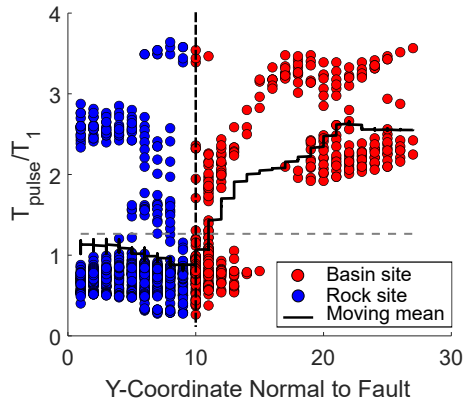 4
3
2
1
0
T_pulse/T_1
Basin site
Rock site
Moving mean
0 10 20 30
Y-Coordinate Normal to Fault